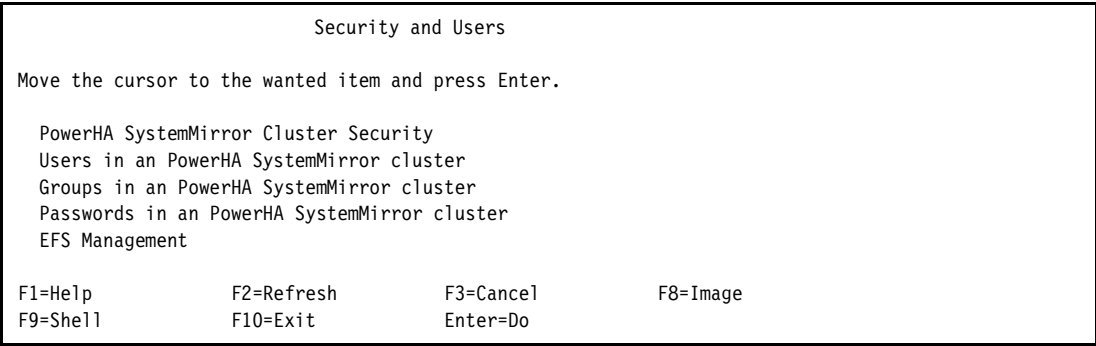 Security and Users
Move the cursor to the wanted item and press Enter.
PowerHA SystemMirror Cluster Security
Users in an PowerHA SystemMirror cluster
Groups in an PowerHA SystemMirror cluster
Passwords in an PowerHA SystemMirror cluster
EFS Management
F1=Help F2=Refresh F3=Cancel F8=Image
F9=Shell F10=Exit Enter=Do